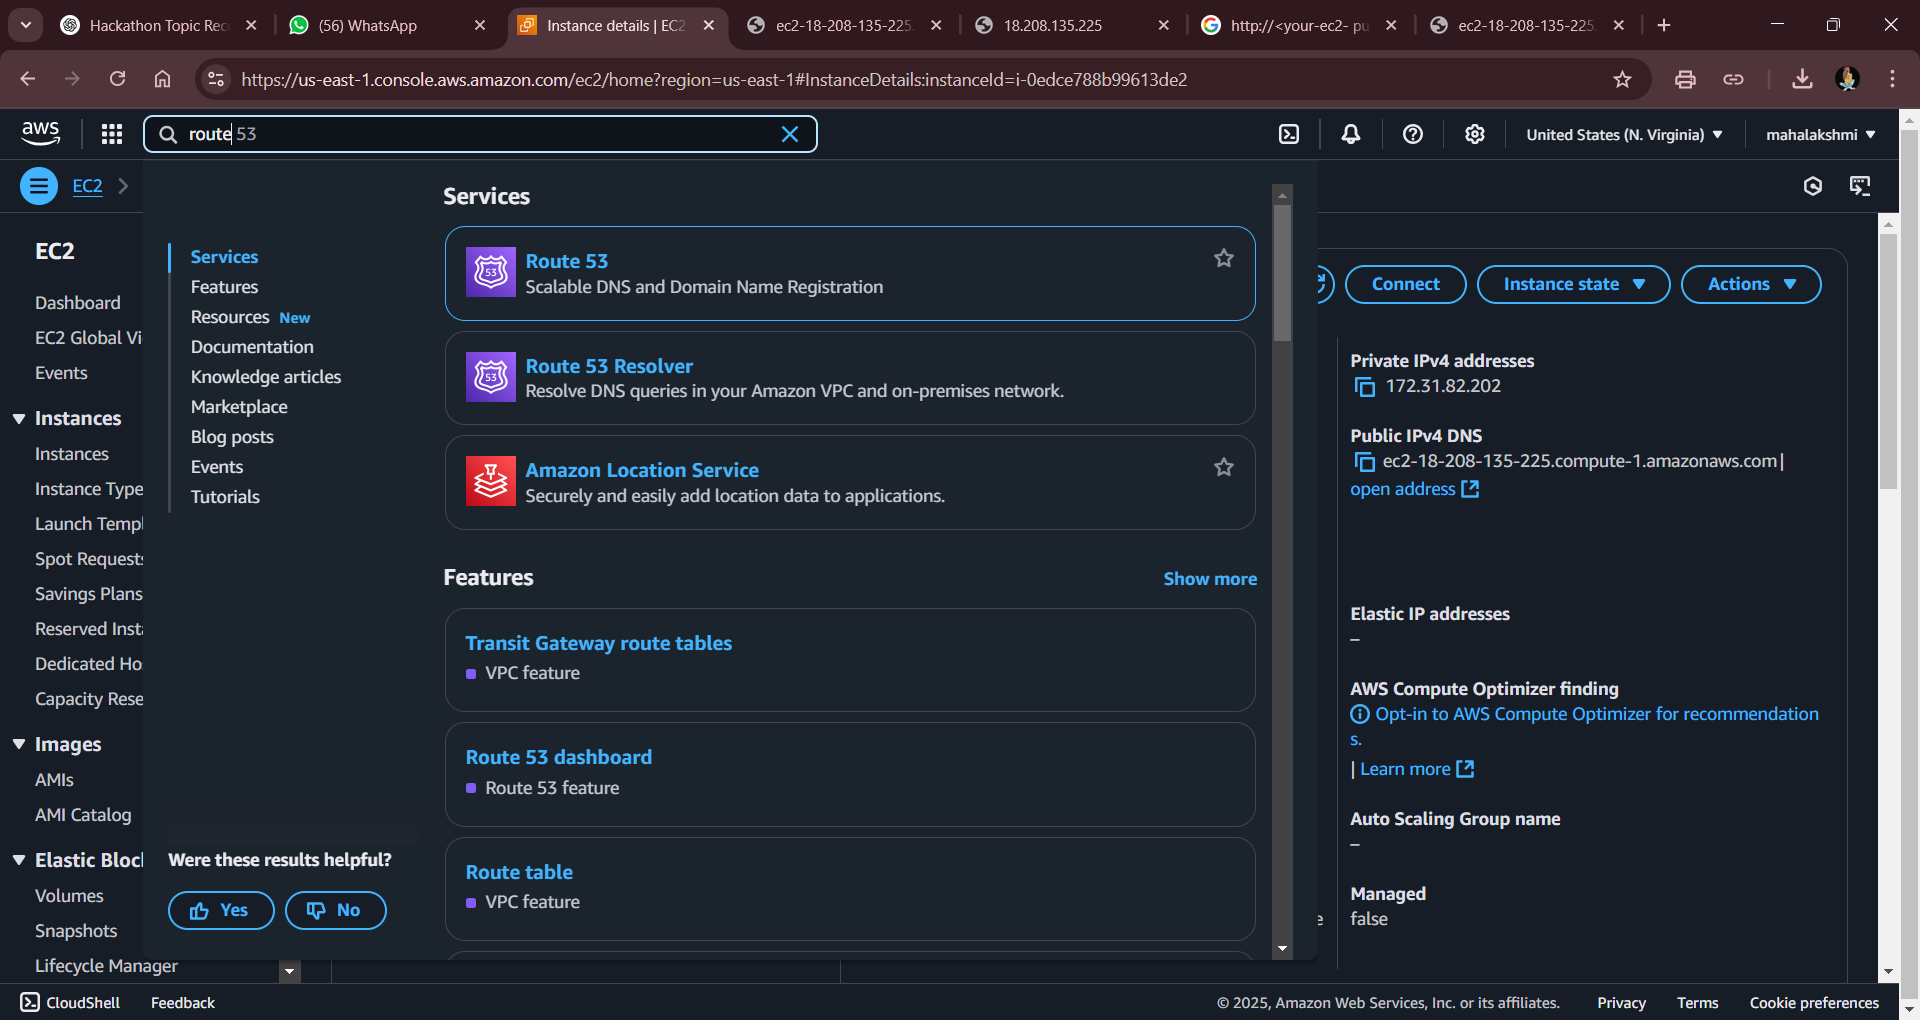 Hackathon Topic Rec
(56) WhatsApp
Instance details | EC2
ec2-18-208-135-225.
18.208.135.225
http://<your-ec2- pu
ec2-18-208-135-225.
https://us-east-1.console.aws.amazon.com/ec2/home?region=us-east-1#InstanceDetails:instanceId=i-0edce788b99613de2
aws
route 53
United States (N. Virginia)
mahalakshmi
EC2
EC2
Dashboard
EC2 Global Vi
Events
Instances
Instances
Instance Type
Launch Templ
Spot Requests
Savings Plans
Reserved Insta
Dedicated Ho
Capacity Rese
Images
AMIs
AMI Catalog
Elastic Block
Volumes
Snapshots
Lifecycle Manager
Services
Features
Resources New
Documentation
Knowledge articles
Marketplace
Blog posts
Events
Tutorials
Were these results helpful?
Yes
No
Services
53
Route 53
Scalable DNS and Domain Name Registration
53
Route 53 Resolver
Resolve DNS queries in your Amazon VPC and on-premises network.
Amazon Location Service
Securely and easily add location data to applications.
Features
Show more
Transit Gateway route tables
VPC feature
Route 53 dashboard
Route 53 feature
Route table
VPC feature
Connect
Instance state
Actions
Private IPv4 addresses
172.31.82.202
Public IPv4 DNS
ec2-18-208-135-225.compute-1.amazonaws.com |
open address
Elastic IP addresses
–
AWS Compute Optimizer finding
Opt-in to AWS Compute Optimizer for recommendation
s.
| Learn more
Auto Scaling Group name
–
Managed
false
e
CloudShell
Feedback
© 2025, Amazon Web Services, Inc. or its affiliates.
Privacy
Terms
Cookie preferences